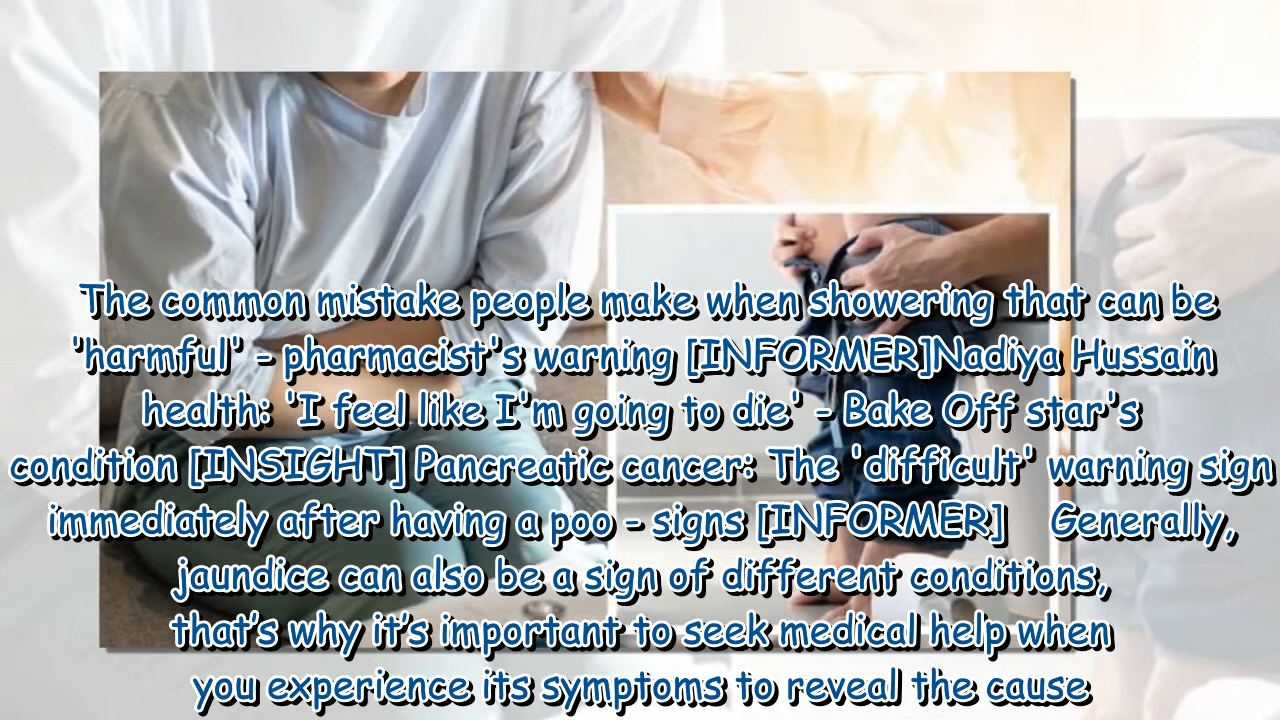 The common mistake people make when showering that can be
'harmful' - pharmacist's warning [INFORMER]Nadiya Hussain
health: 'I feel like I'm going to die' - Bake Off star's
condition [INSIGHT] Pancreatic cancer: The 'difficult' warning sign
immediately after having a poo - signs [INFORMER]    Generally,
jaundice can also be a sign of different conditions,
that’s why it’s important to seek medical help when
you experience its symptoms to reveal the cause